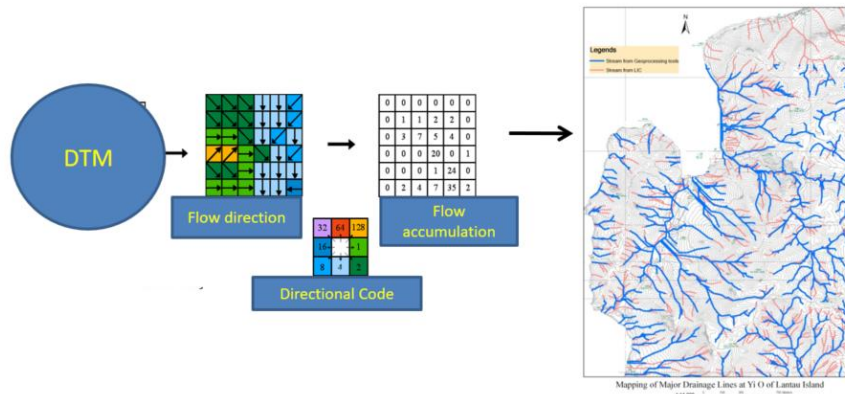 DTM
Flow direction
32 64 128
16 1
8 4 2
Directional Code
0 0 0 0 0 0
0 1 1 2 2 0
0 3 7 5 4 0
0 0 0 20 0 1
0 0 0 1 24 0
0 2 4 7 35 2
Flow
accumulation
N
Legends
Stream from Geoprocessing tools
Stream from LIC
Mapping of Major Drainage Lines at Yi O of Lantau Island